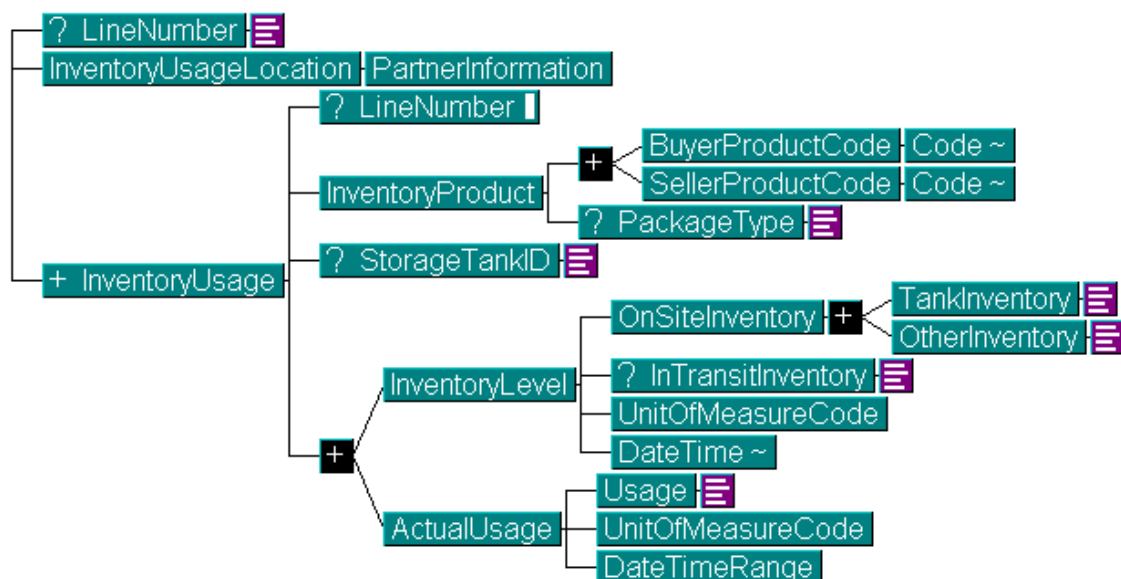 ? LineNumber
InventoryUsageLocation PartnerInformation
? LineNumber
+ BuyerProductCode Code ~
SellerProductCode Code ~
InventoryProduct
? PackageType
? StorageTankID
+ InventoryUsage
TankInventory
OnSiteInventory +
OtherInventory
InventoryLevel ? InTransitInventory
UnitOfMeasureCode
+
DateTime ~
Usage
ActualUsage UnitOfMeasureCode
DateTimeRange